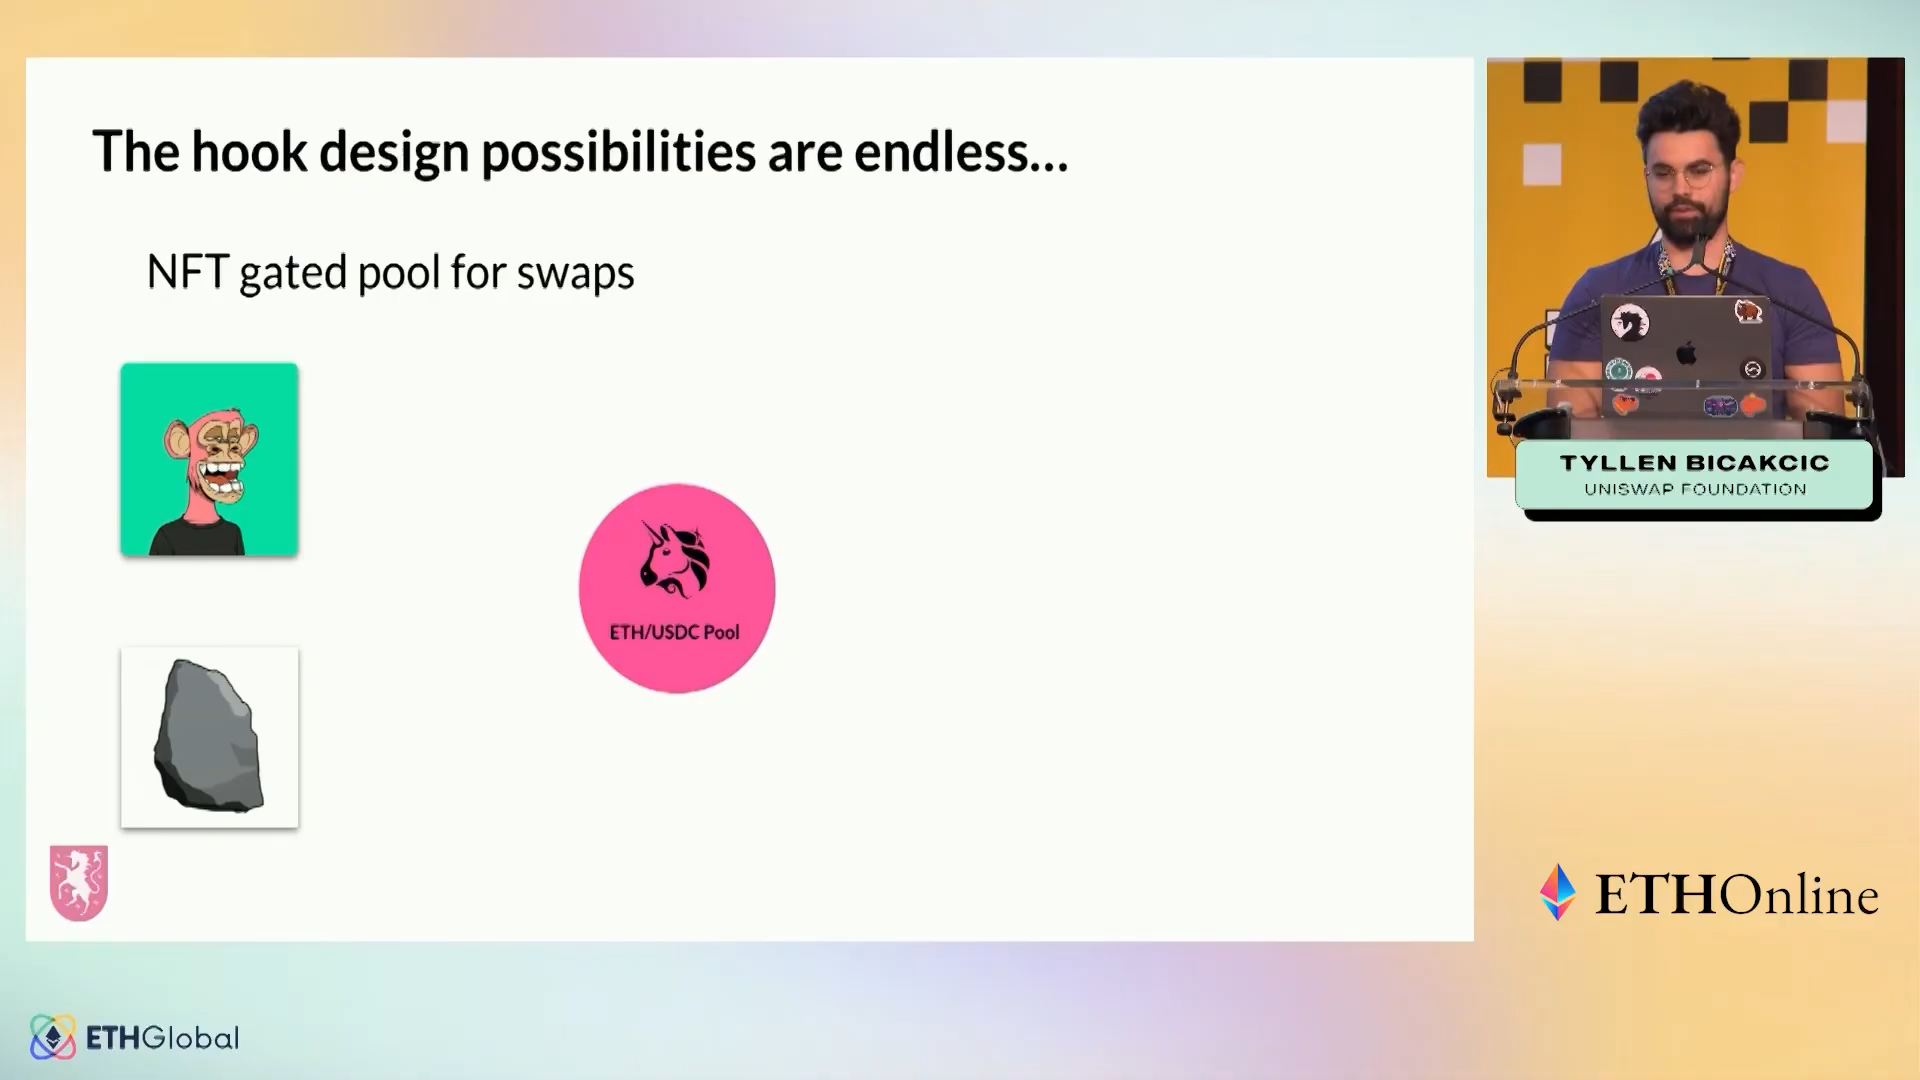 The hook design possibilities are endless...
NFT gated pool for swaps
ETH/USDC Pool
TYLLEN BICAKCIC
UNISWAP FOUNDATION
ETHOnline
ETHGlobal